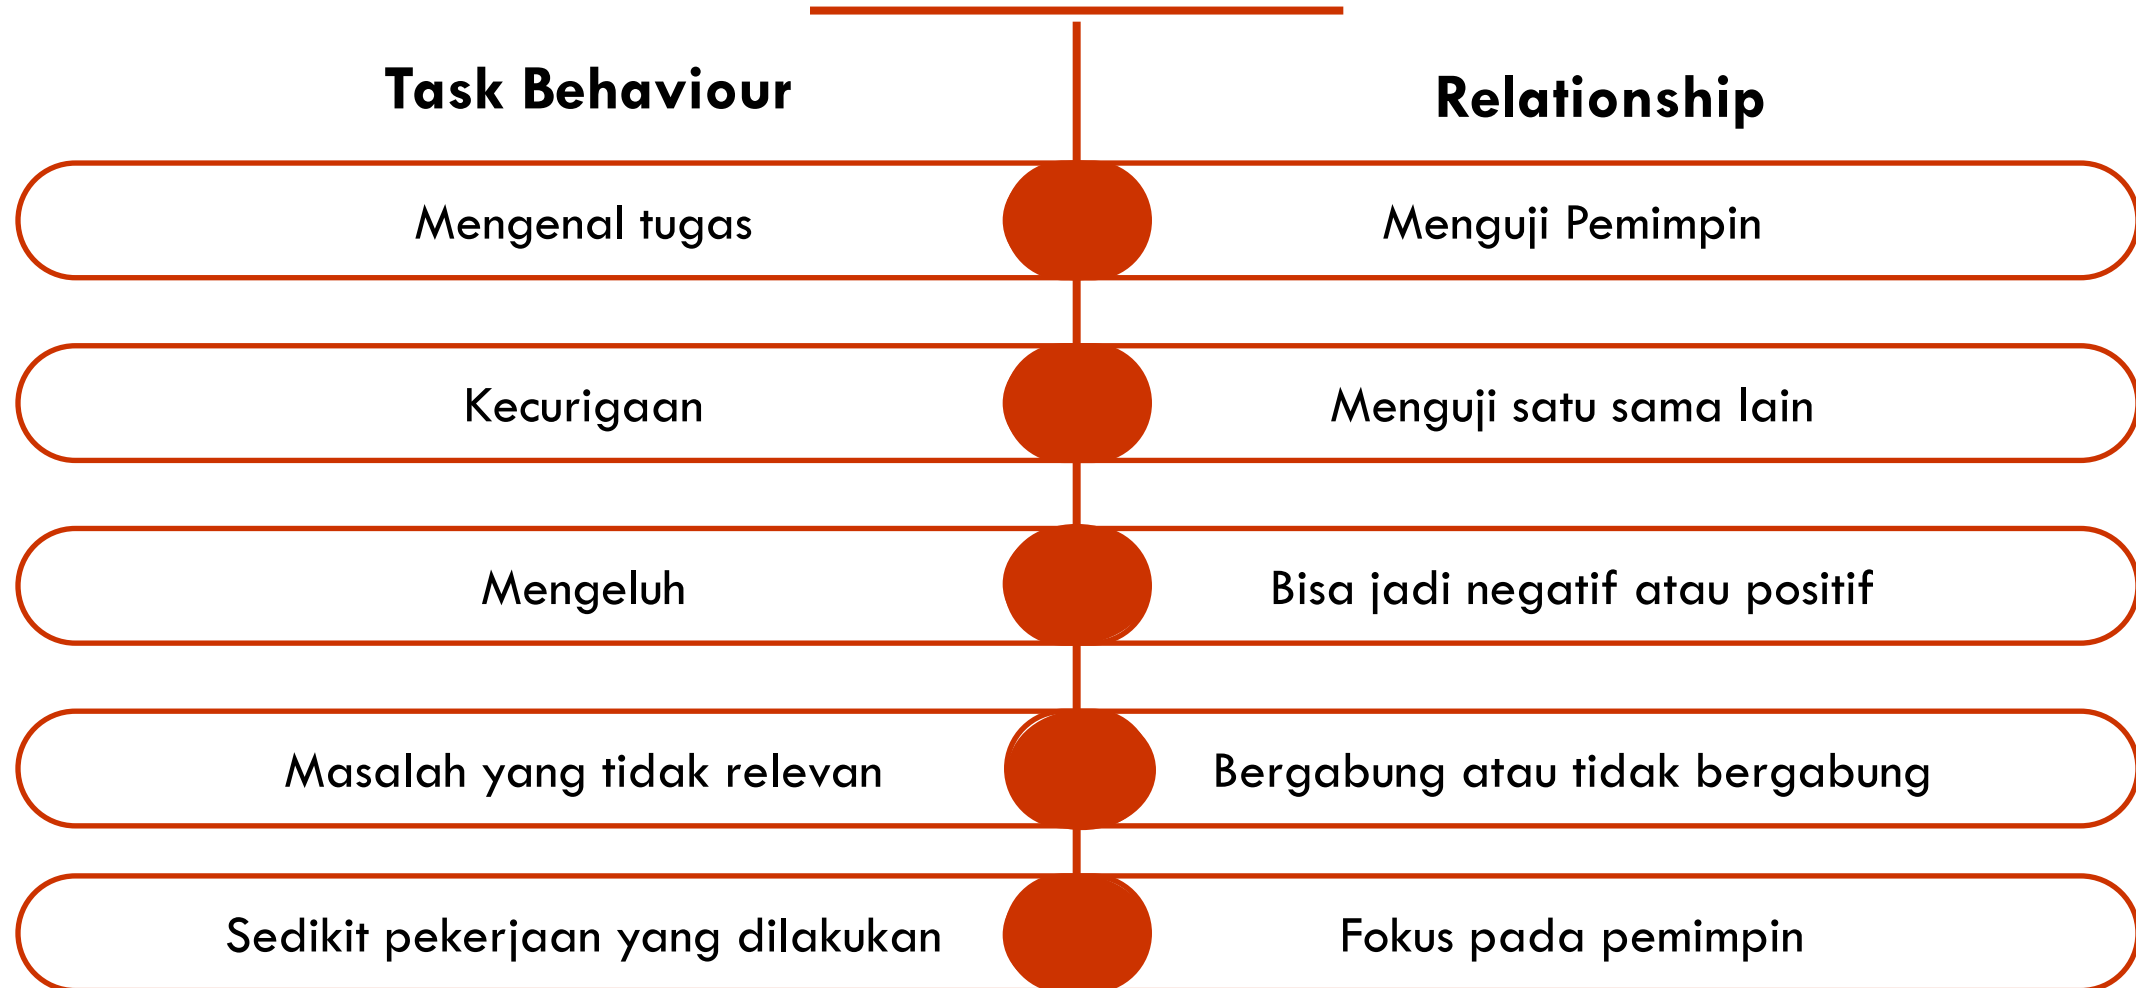 Task Behaviour
Relationship
Mengenal tugas
Menguji Pemimpin
Kecurigaan
Menguji satu sama lain
Mengeluh
Bisa jadi negatif atau positif
Masalah yang tidak relevan
Bergabung atau tidak bergabung
Sedikit pekerjaan yang dilakukan
Fokus pada pemimpin